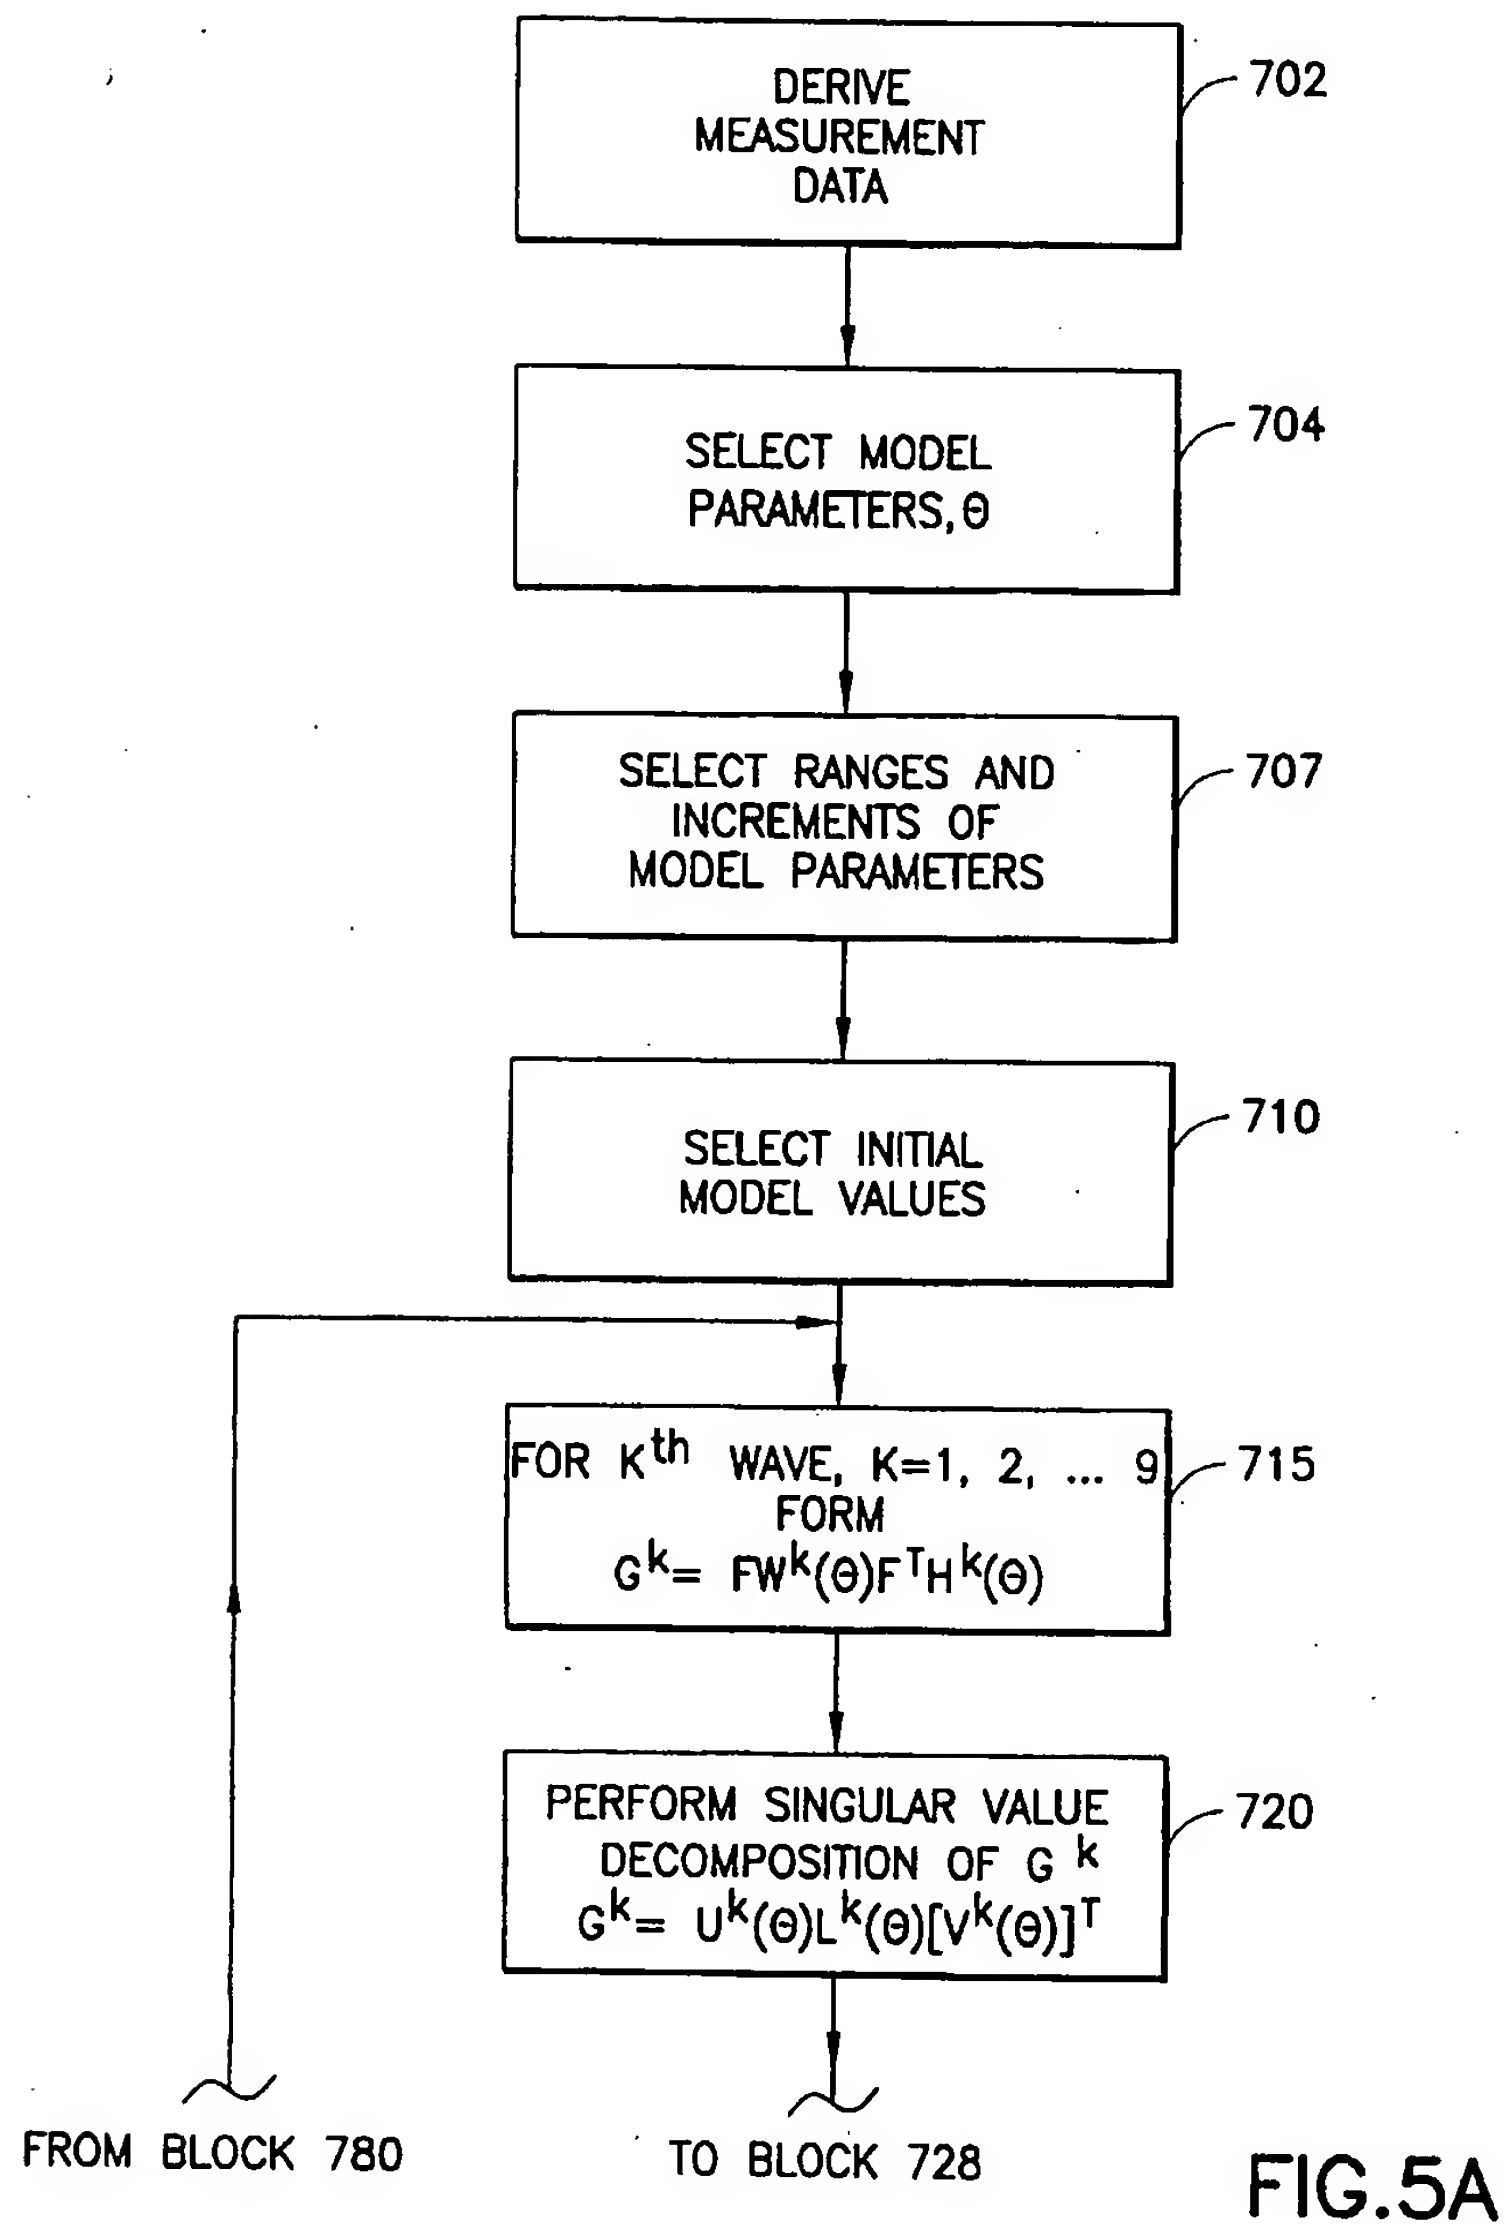 DERIVE
MEASUREMENT
DATA
702
SELECT MODEL
PARAMETERS, Θ
704
SELECT RANGES AND
INCREMENTS OF
MODEL PARAMETERS
707
SELECT INITIAL
MODEL VALUES
710
FOR K^th WAVE, K=1, 2, ... 9
FORM
G^k= FW^k(Θ)F^TH^k(Θ)
715
PERFORM SINGULAR VALUE
DECOMPOSITION OF G^k
G^k= U^k(Θ)L^k(Θ)[V^k(Θ)]^T
720
FROM BLOCK 780
TO BLOCK 728
FIG.5A